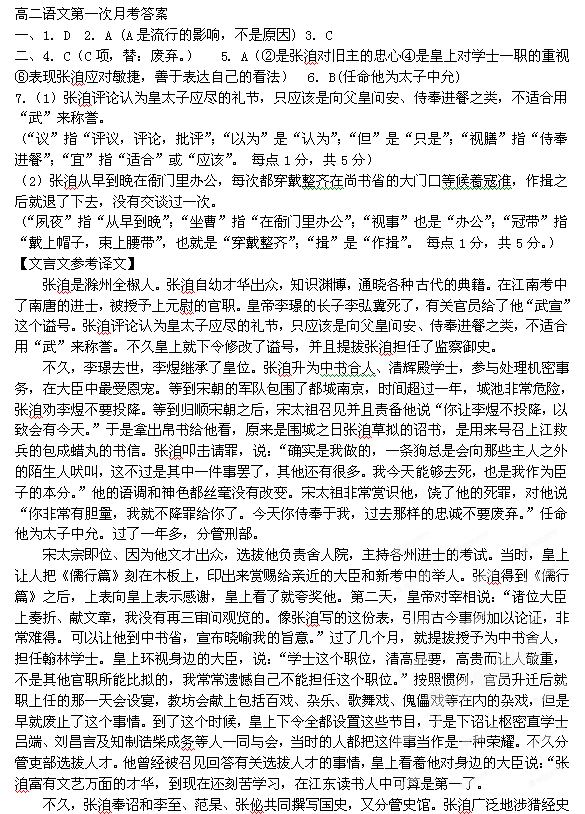 高二语文第一次月考答案
一、1. D  2. A（A是流行的影响，不是原因）3. C
二、4. C（C项，替：废弃。）  5. A（②是张洎对旧主的忠心④是皇上对学士一职的重视
⑥表现张洎应对敏捷，善于表达自己的看法）  6. B(任命他为太子中允)
7.（1）张洎评论认为皇太子应尽的礼节，只应该是向父皇问安、侍奉进餐之类，不适合用
“武”来称誉。
（“议”指“评议，评论，批评”；“以为”是“认为”；“但”是“只是”；“视膳”指“侍奉
进餐”；“宜”指“适合”或“应该”。 每点1分，共5分）
（2）张洎从早到晚在衙门里办公，每次都穿戴整齐在尚书省的大门口等候着寇准，作揖之
后就退了下去，没有交谈过一次。
（“夙夜”指“从早到晚”；“坐曹”指“在衙门里办公”；“视事”也是“办公”；“冠带”指
“戴上帽子，束上腰带”，也就是“穿戴整齐”；“揖”是“作揖”。 每点1分，共5分。）
【文言文参考译文】
张洎是滁州全椒人。张洎自幼才华出众，知识渊博，通晓各种古代的典籍。在江南考中
了南唐的进士，被授予上元尉的官职。皇帝李璟的长子李弘冀死了，有关官员给了他“武宣”
这个谥号。张洎评论认为皇太子应尽的礼节，只应该是向父皇问安、侍奉进餐之类，不适合
用“武”来称誉。不久皇上就下令修改了谥号，并且提拔张洎担任了监察御史。
不久，李璟去世，李煜继承了皇位。张洎升为中书舍人、清辉殿学士，参与处理机密事
务，在大臣中最受恩宠。等到宋朝的军队包围了都城南京，时间超过一年，城池非常危险，
张洎劝李煜不要投降。等到归顺宋朝之后，宋太祖召见并且责备他说“你让李煜不投降，以
致会有今天。”于是拿出帛书给他看，原来是围城之日张洎草拟的诏书，是用来号召上江救
兵的包成蜡丸的书信。张洎叩击请罪，说：“确实是我做的，一条狗总是会向那些主人之外
的陌生人吠叫，这不过是其中一件事罢了，其他还有很多。我今天能够去死，也是我作为臣
子的本分。”他的语调和神色都丝毫没有改变。宋太祖非常赏识他，饶了他的死罪，对他说
“你非常有胆量，我就不降罪给你了。今天你侍奉于我，过去那样的忠诚不要废弃。”任命
他为太子中允。过了一年多，分管刑部。
宋太宗即位、因为他文才出众，选拔他负责舍人院，主持各州进士的考试。当时，皇上
让人把《儒行篇》刻在木板上，印出来赏赐给亲近的大臣和新考中的举人。张洎得到《儒行
篇》之后，上表向皇上表示感谢，皇上看了就夸奖他。第二天，皇帝对宰相说：“诸位大臣
上奏折、献文章，我没有再三审问观览的。像张洎写的这份表，引用古今事例加以论证，非
常难得。可以让他到中书省，宣布晓喻我的旨意。”过了几个月，就提拔授予为中书舍人，
担任翰林学士。皇上环视身边的大臣，说：“学士这个职位，清高显要，高贵而让人敬重，
不是其他官职所能比拟的，我常常遗憾自己不能担任这个职位。”按照惯例，官员升迁后就
职上任的那一天会设宴，教坊会献上包括百戏、杂乐、歌舞戏、傀儡戏等在内的杂戏，但是
早就废止了这个事情。到了这个时候，皇上下令全都设置这些节目，于是下诏让枢密直学士
吕端、刘昌言及知制诰柴成务等人一同与会，当时的人都把这件事当作是一种荣耀。不久分
管吏部选拔人才。他曾经被召见回答有关选拔人才的事情，皇上看着他对身边的大臣说：“张
洎富有文艺万面的才华，到现在还刻苦学习，在江东读书人中可算是第一了。
不久，张洎奉诏和李至、范杲、张佖共同撰写国史，又分管史馆。张洎广泛地涉猎经史